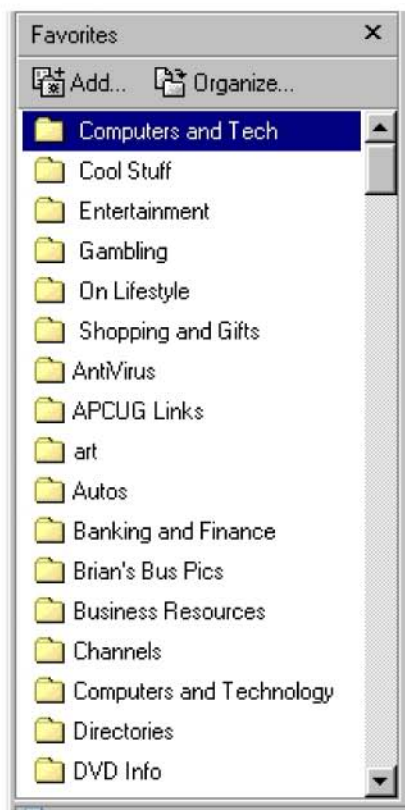 Favorites
Add... Organize...
Computers and Tech
Cool Stuff
Entertainment
Gambling
On Lifestyle
Shopping and Gifts
AntiVirus
APCUG Links
art
Autos
Banking and Finance
Brian's Bus Pics
Business Resources
Channels
Computers and Technology
Directories
DVD Info